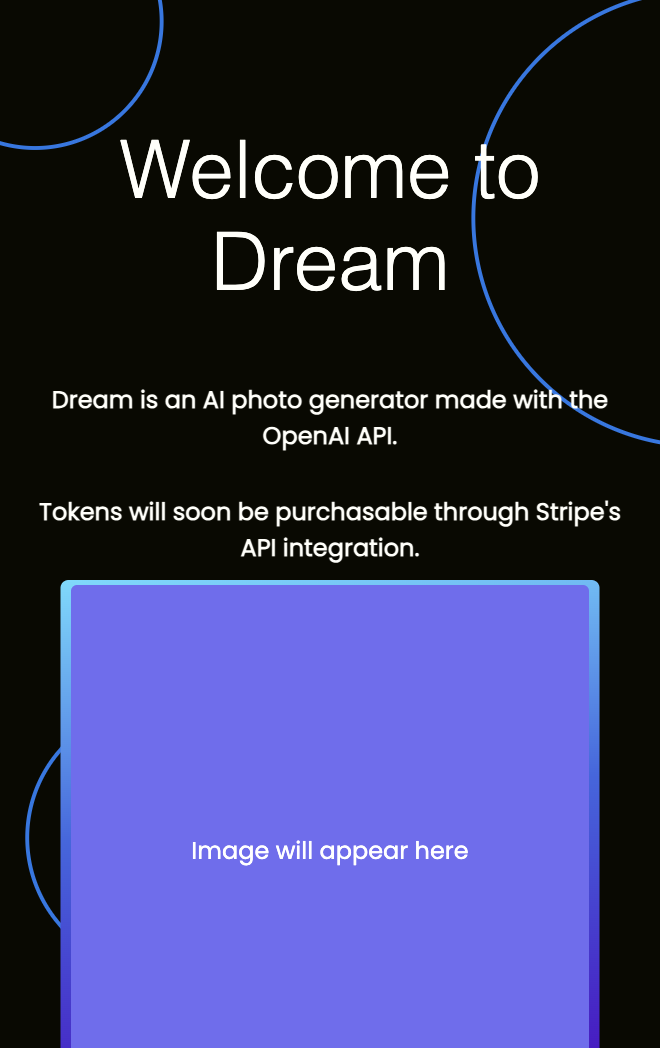 Welcome to
Dream
Dream is an AI photo generator made with the
OpenAI API.
Tokens will soon be purchasable through Stripe's
API integration.
Image will appear here